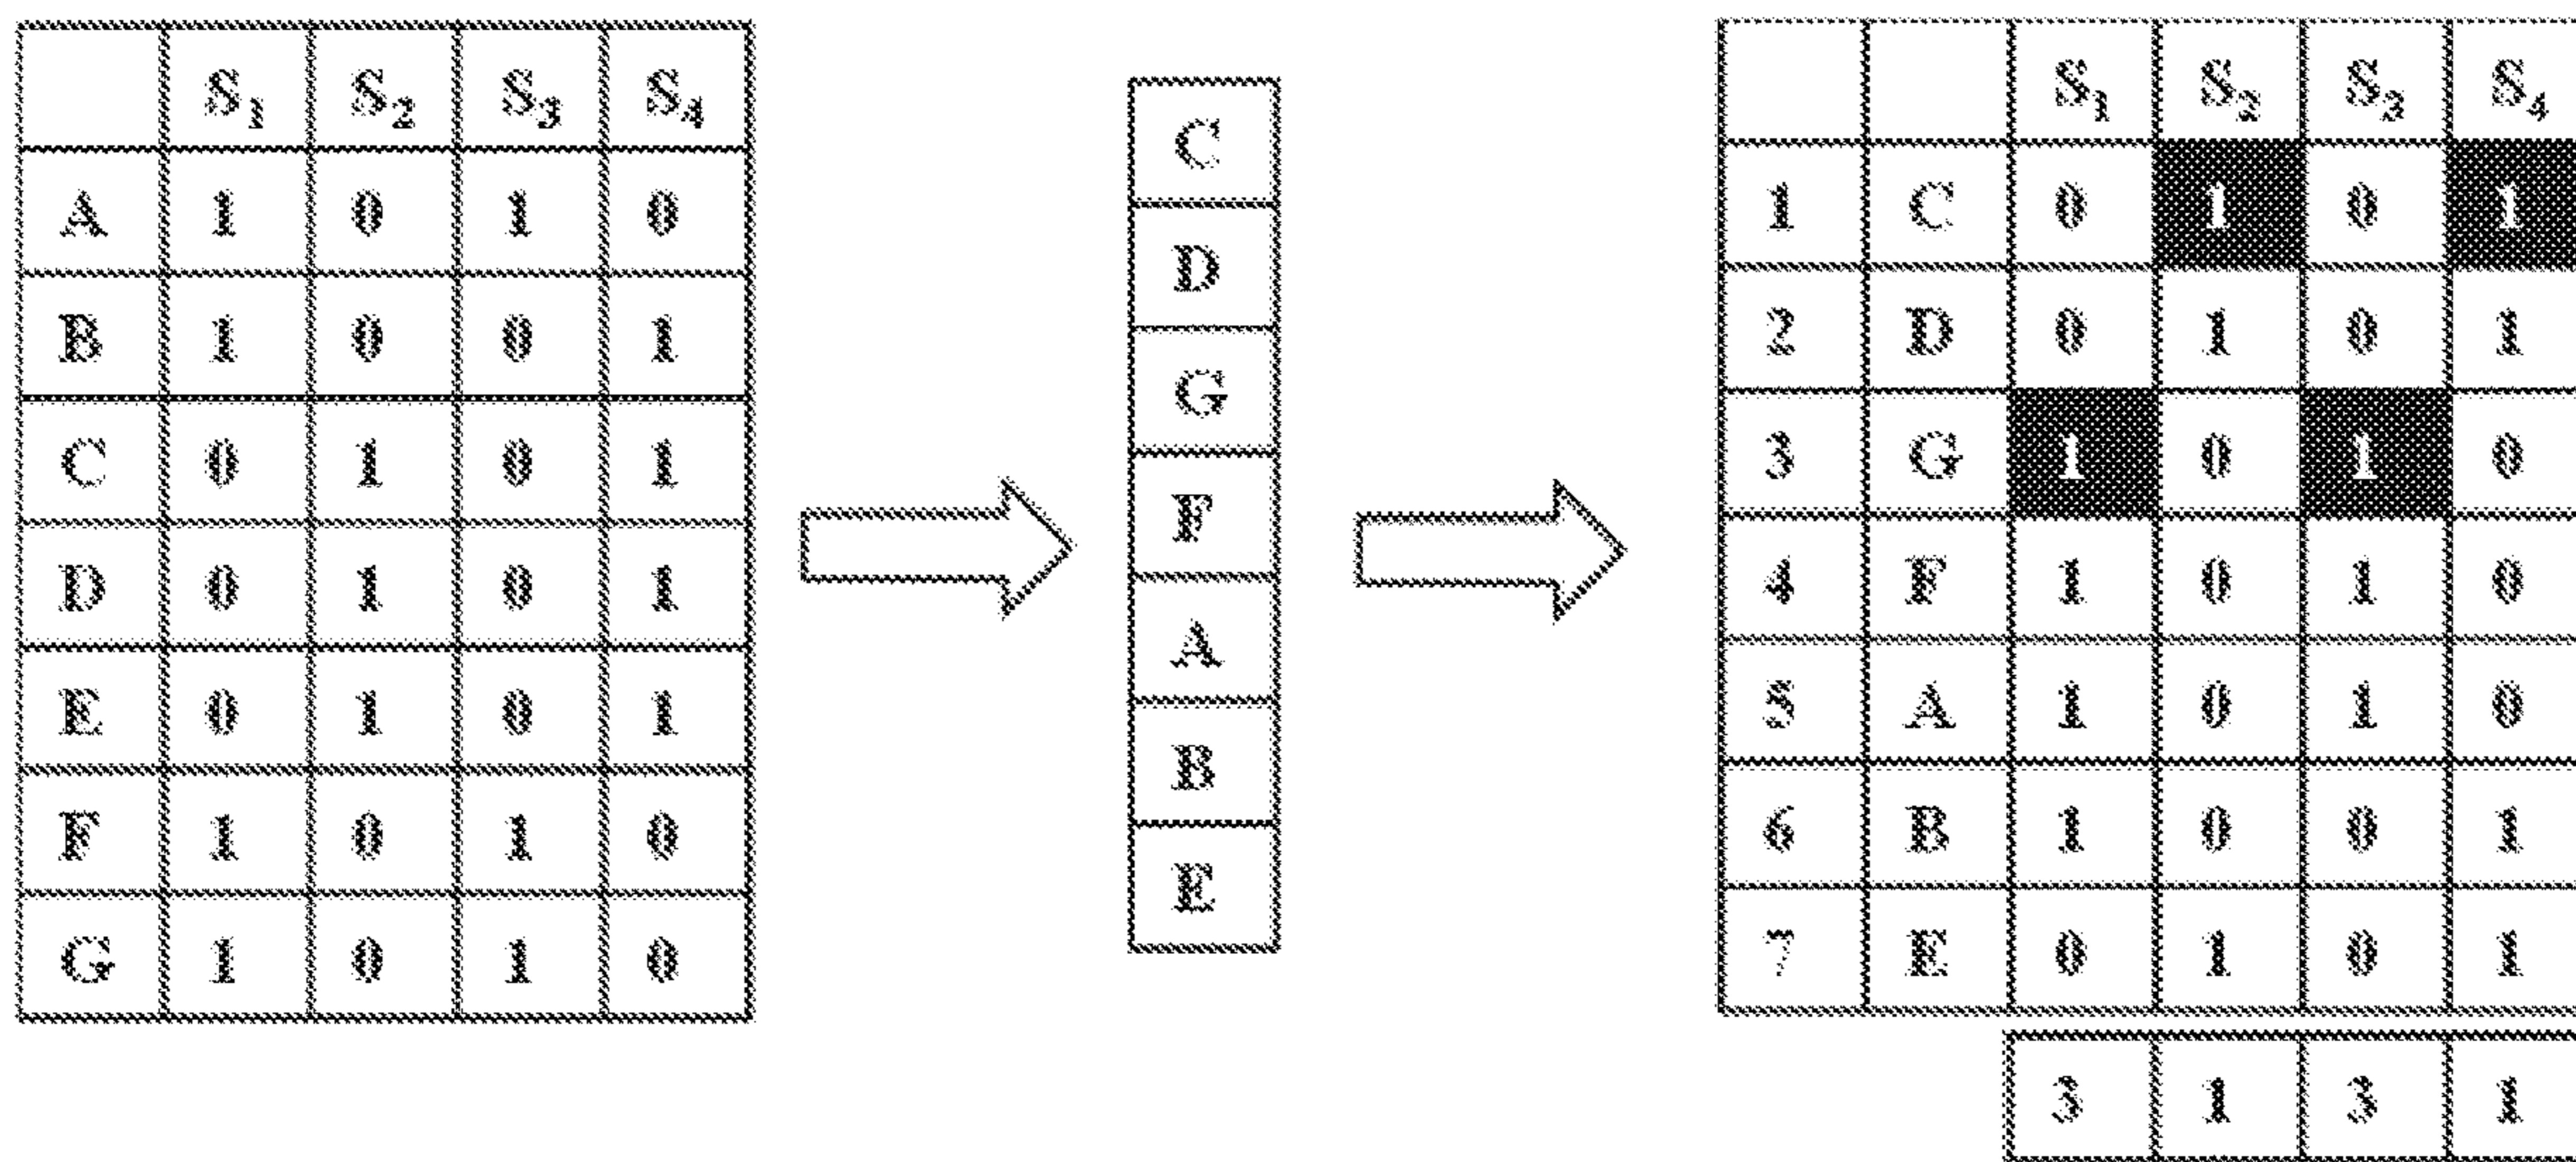 S₁ S₂ S₃ S₄
A 1 0 1 0
B 1 0 0 1
C 0 1 0 1
D 0 1 0 1
E 0 1 0 1
F 1 0 1 0
G 1 0 1 0
C
D
G
F
A
B
E
S₁ S₂ S₃ S₄
1 C 0 1 0 1
2 D 0 1 0 1
3 G 1 0 1 0
4 F 1 0 1 0
5 A 1 0 1 0
6 B 1 0 0 1
7 E 0 1 0 1
3 1 3 1